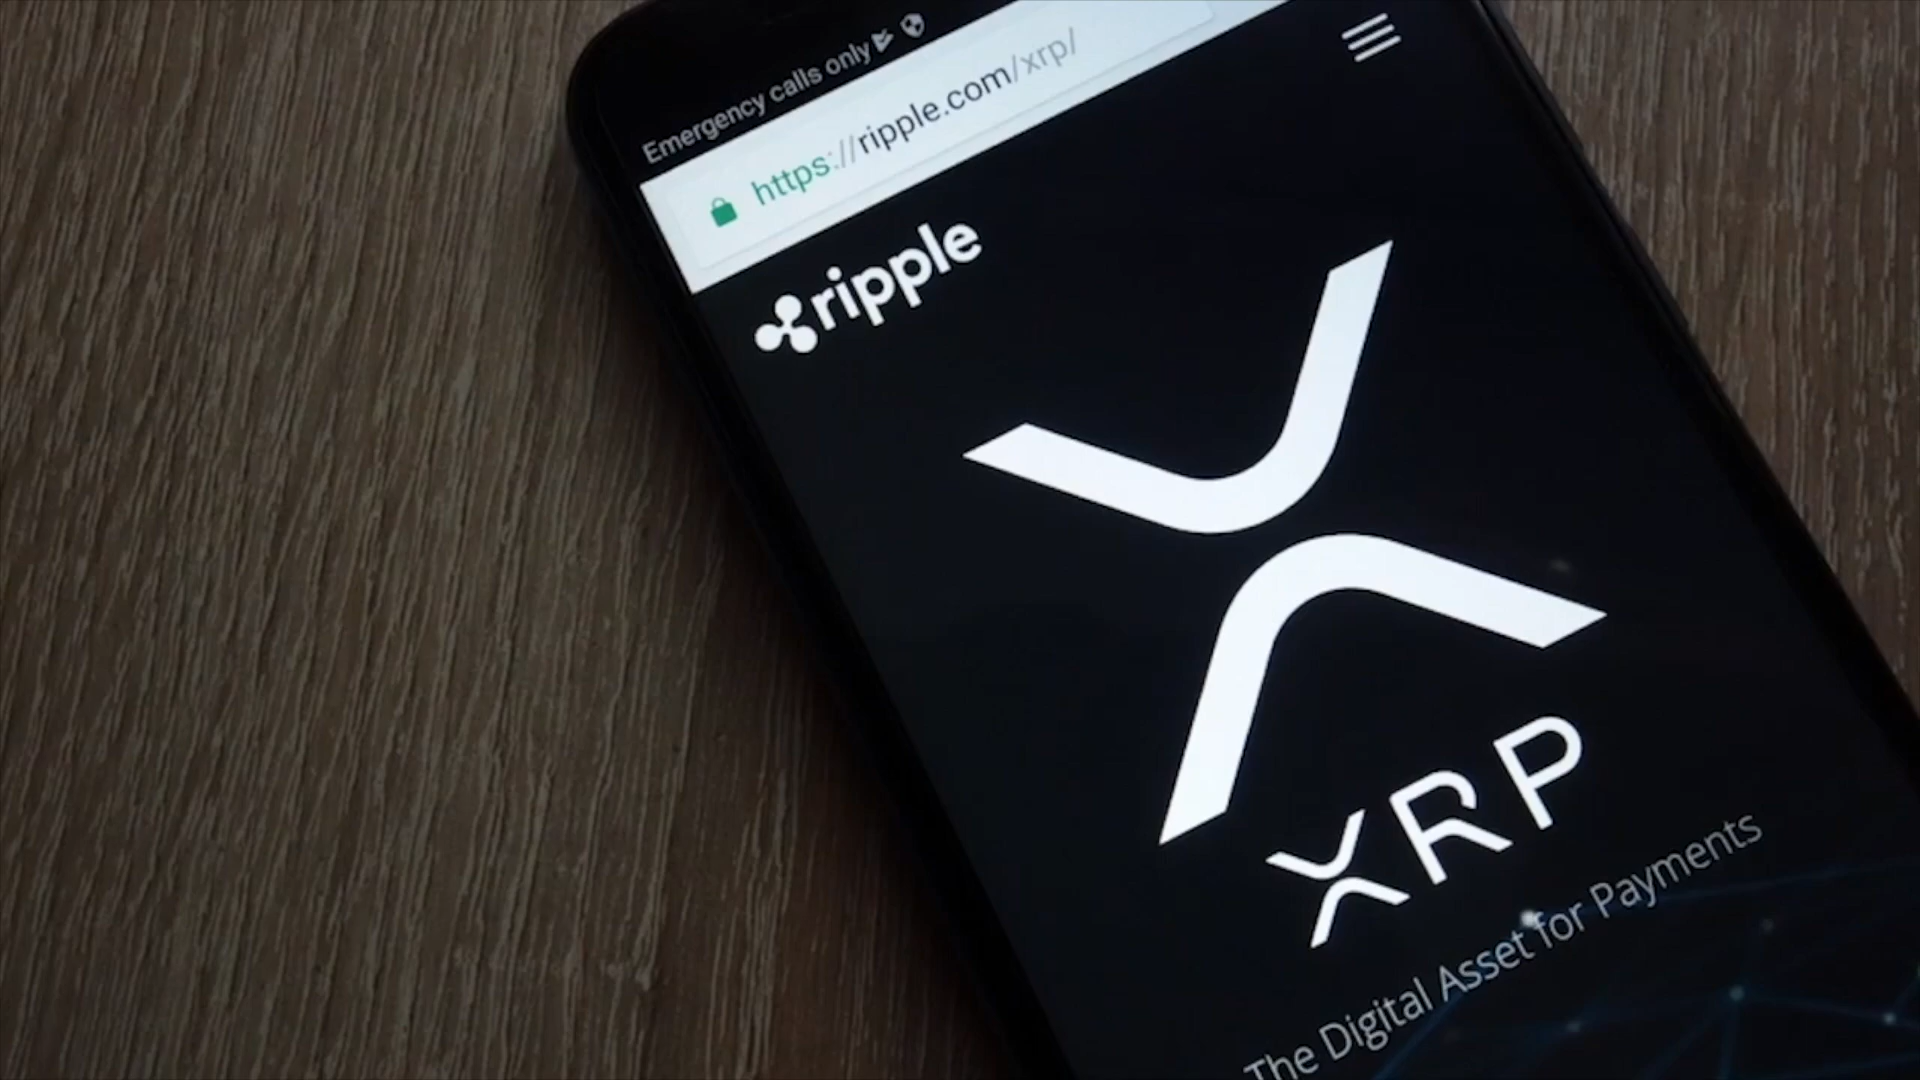 Emergency calls only
https://ripple.com/xrp/
ripple
XRP
The Digital Asset for Payments